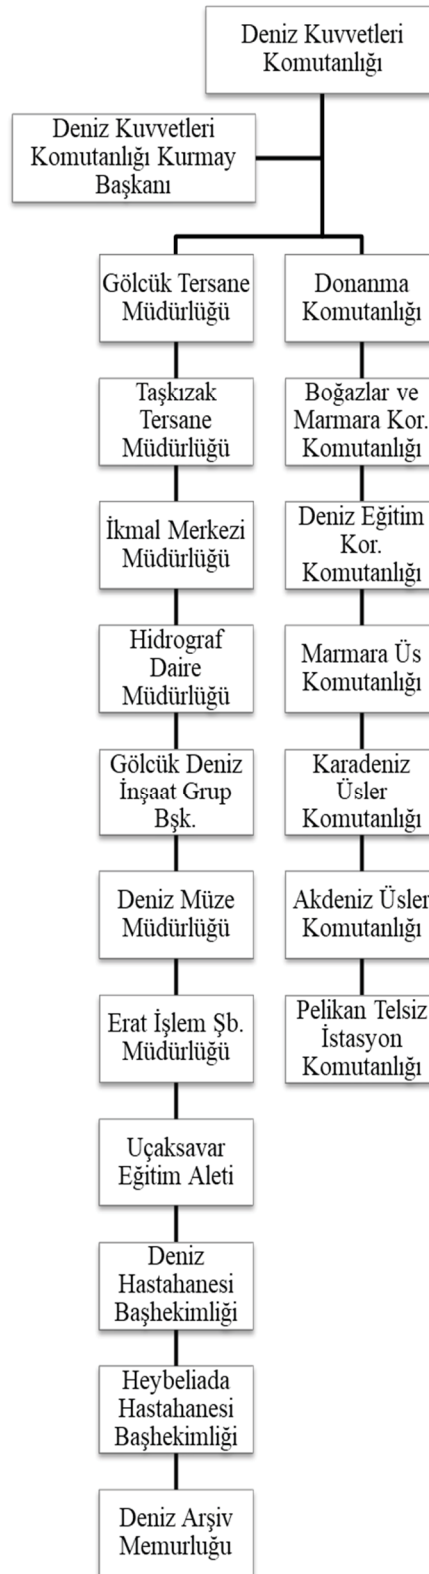 Deniz Kuvvetleri
Komutanlığı
Deniz Kuvvetleri
Komutanlığı Kurmay
Başkanı
Gölcük Tersane
Müdürlüğü
Taşkızak
Tersane
Müdürlüğü
İkmal Merkezi
Müdürlüğü
Hidrograf
Daire
Müdürlüğü
Gölcük Deniz
İnşaat Grup
Bşk.
Deniz Müze
Müdürlüğü
Erat İşlem Şb.
Müdürlüğü
Uçaksavar
Eğitim Aleti
Deniz
Hastahanesi
Başhekimliği
Heybeliada
Hastahanesi
Başhekimliği
Deniz Arşiv
Memurluğu
Donanma
Komutanlığı
Boğazlar ve
Marmara Kor.
Komutanlığı
Deniz Eğitim
Kor.
Komutanlığı
Marmara Üs
Komutanlığı
Karadeniz
Üsler
Komutanlığı
Akdeniz Üsler
Komutanlığı
Pelikan Telsiz
İstasyon
Komutanlığı